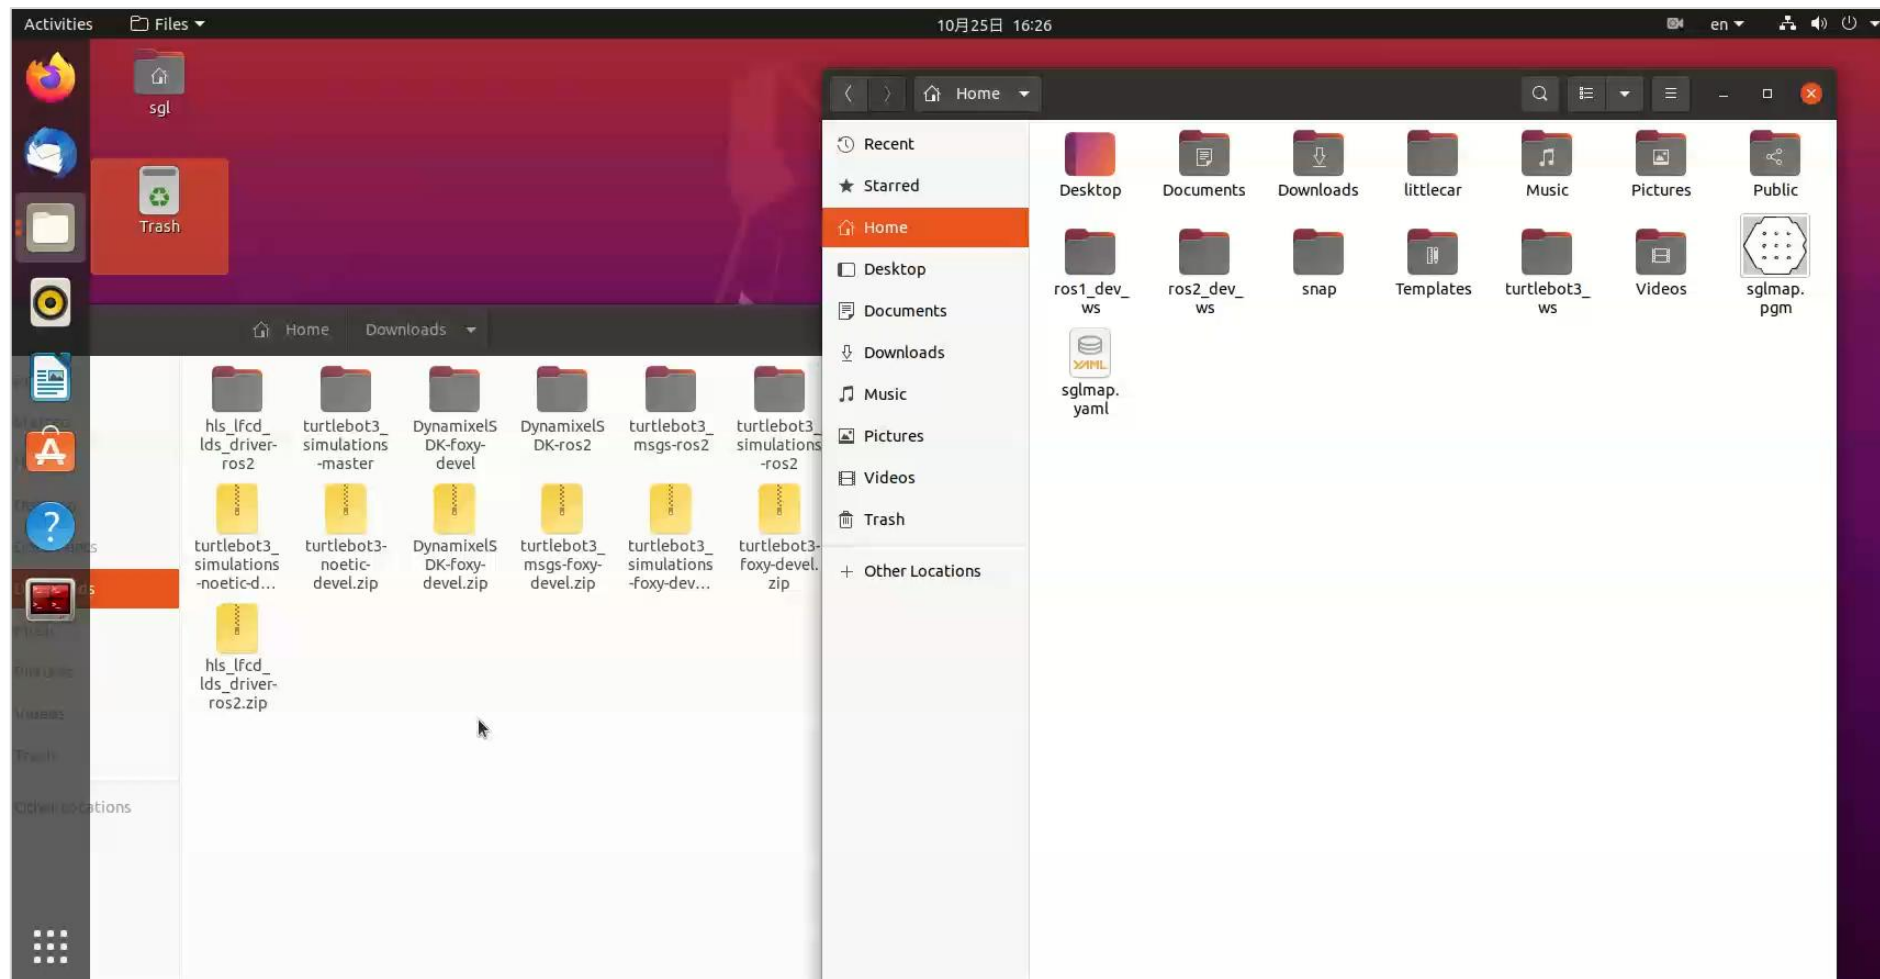 Activities
Files
10月25日 16:26
en
sgl
Trash
Home
Downloads
hls_lfcd_
lds_driver-
ros2
turtlebot3_
simulations
-master
DynamixelS
DK-foxy-
devel
DynamixelS
DK-ros2
turtlebot3_
msgs-ros2
turtlebot3_
simulations
-ros2
turtlebot3_
simulations
-noetic-d...
turtlebot3-
noetic-
devel.zip
DynamixelS
DK-foxy-
devel.zip
turtlebot3_
msgs-foxy-
devel.zip
turtlebot3_
simulations
-foxy-dev...
turtlebot3-
foxy-devel.
zip
hls_lfcd_
lds_driver-
ros2.zip
Videos
Trash
Other Locations
Home
Recent
Starred
Home
Desktop
Documents
Downloads
Music
Pictures
Videos
Trash
Other Locations
Desktop
Documents
Downloads
littlecar
Music
Pictures
Public
ros1_dev_
ws
ros2_dev_
ws
snap
Templates
turtlebot3_
ws
Videos
sglmap.
pgm
YAML
sglmap.
yaml